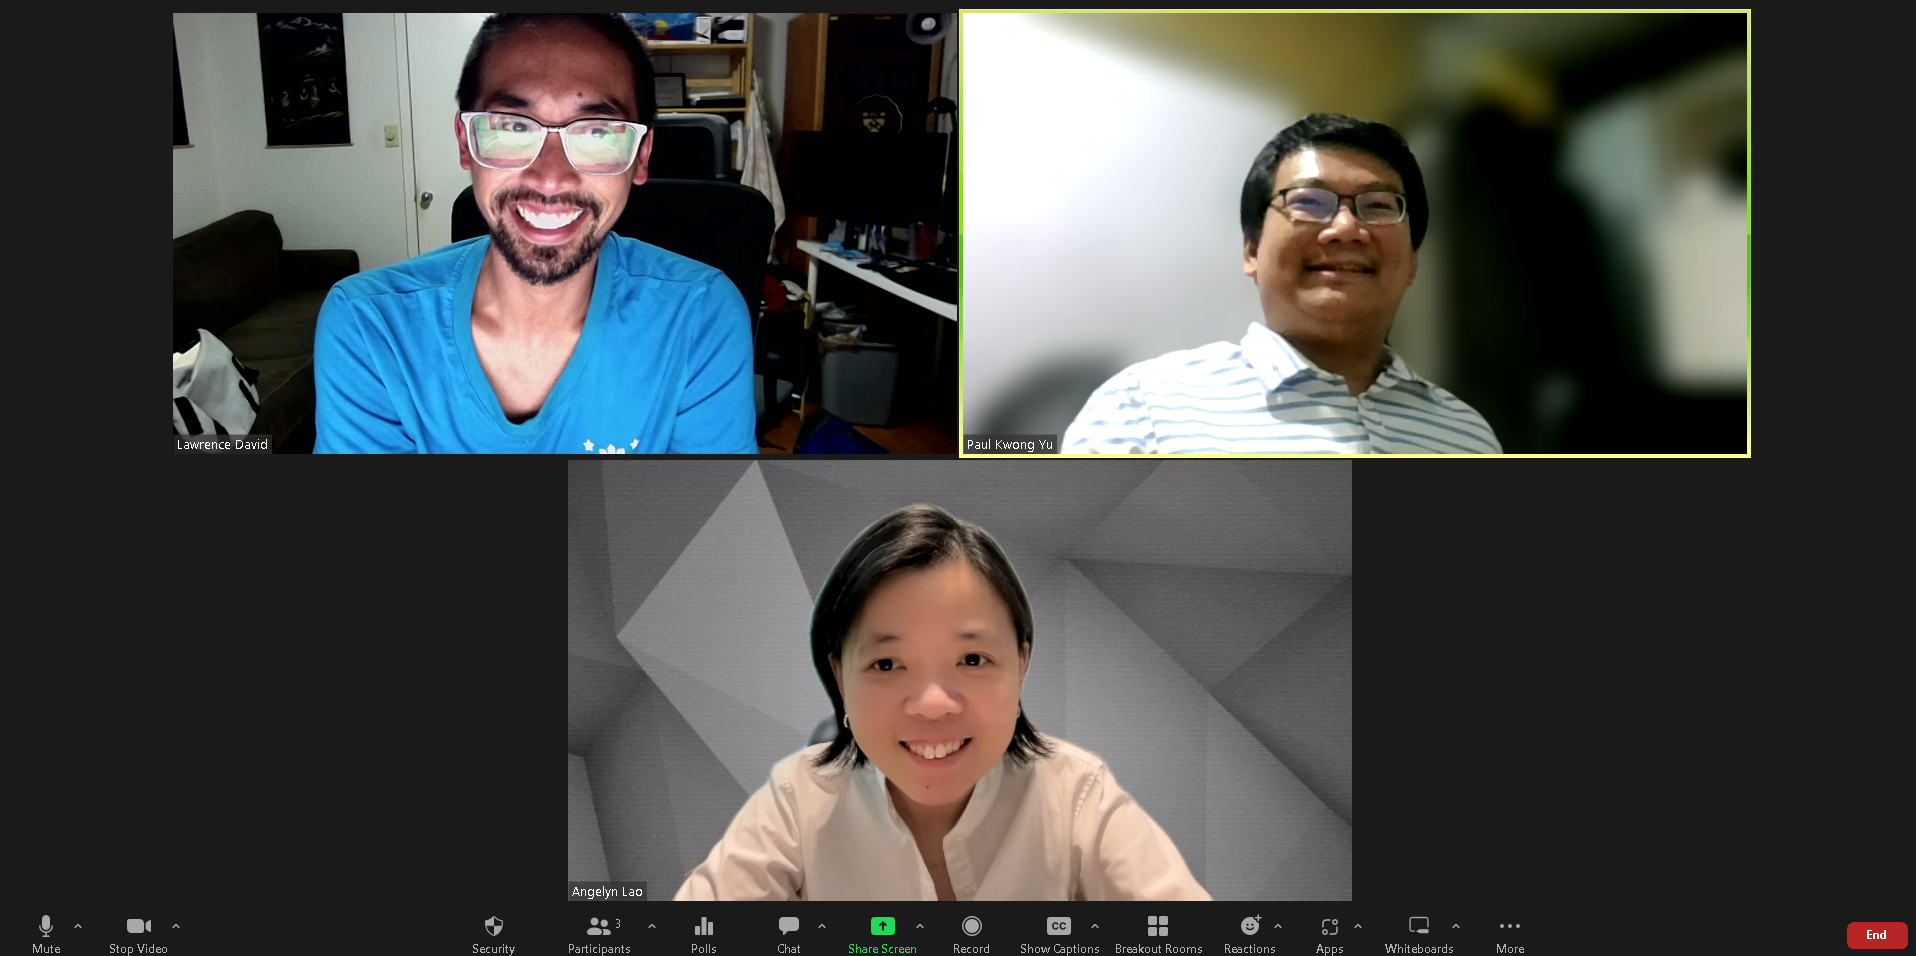 Lawrence David
Paul Kwong Yu
Angelyn Lao
3
CC
Mute
Stop Video
Security
Participants
Polls
Chat
Share Screen
Record
Show Captions
Breakout Rooms
Reactions
Apps
Whiteboards
More
End